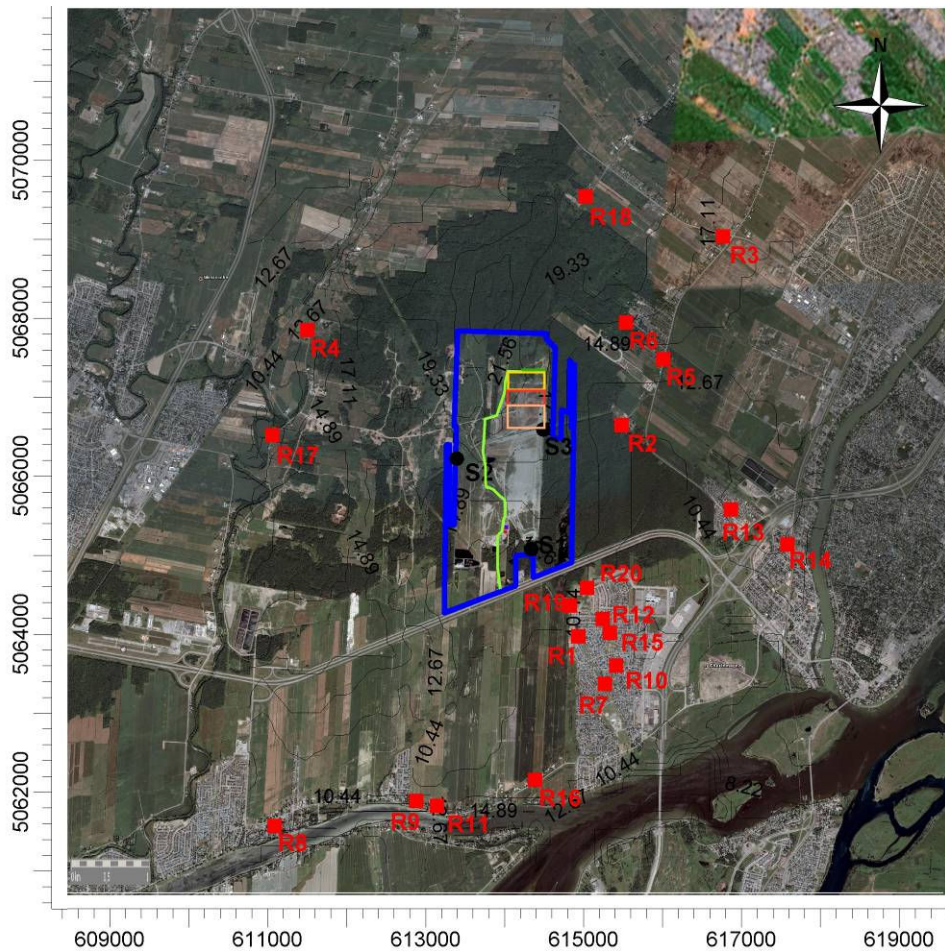 N
5070000
R18
17.11
R3
12.67
19.33
5068000
12.67
R4
R6
14.89
21.56
R5
12.67
10.44
17.11
19.33
14.89
R2
R17
S3
5066000
S2
14.89
10.44
R13
14.89
R14
S1
R20
R19
R12
5064000
R15
R1
12.67
R10
R7
10.44
10.44
8.22
5062000
10.44
R16
R9
14.89
R11
R8
609000 611000 613000 615000 617000 619000